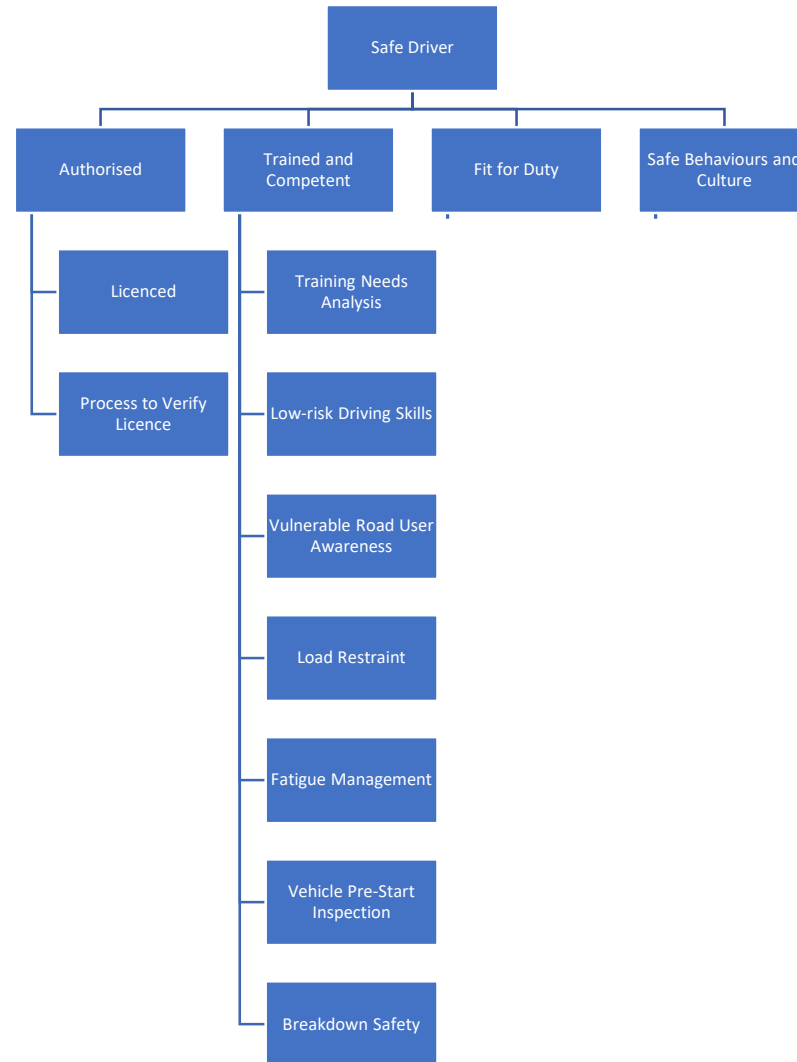 Safe Driver
Authorised
Trained and
Competent
Fit for Duty
Safe Behaviours and
Culture
Licenced
Process to Verify
Licence
Training Needs
Analysis
Low-risk Driving Skills
Vulnerable Road User
Awareness
Load Restraint
Fatigue Management
Vehicle Pre-Start
Inspection
Breakdown Safety